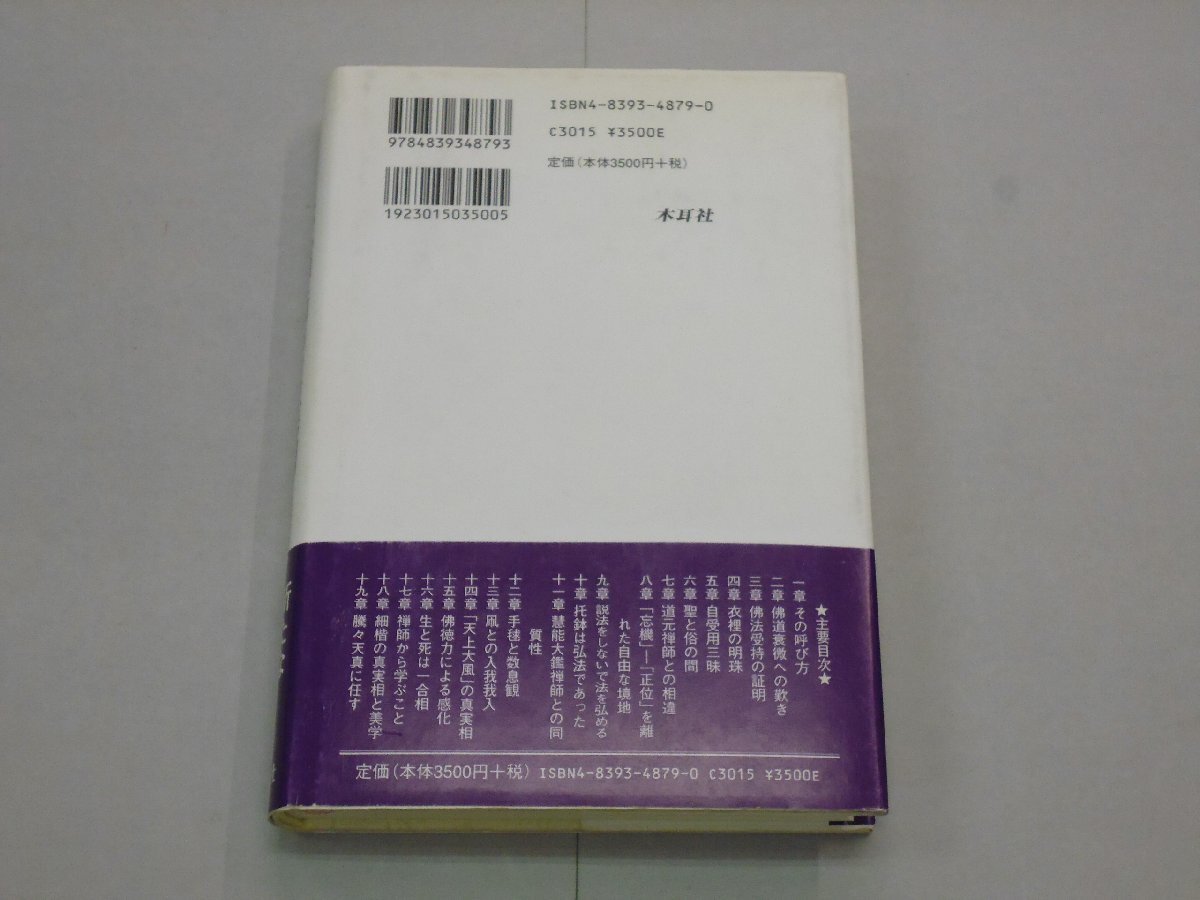 ISBN4-8393-4879-0
C3015 ¥3500E
定価(本体3500円+税)
9784839348793
1923015035005
木耳社
★主要目次★
一章 その呼び方
二章 佛道衰微への歎き
三章 佛法受持の証明
四章 衣裡の明珠
五章 自受用三昧
六章 聖と俗の間
七章 道元禅師との相違
八章 「忘機」―「正位」を離
れた自由な境地
九章 説法をしないで法を弘める
十章 托鉢は弘法であった
十一章 慧能大鑑禅師との同
質性
十二章 手毬と数息観
十三章 凧との入我我入
十四章 「天上大風」の真実相
十五章 佛徳力による感化
十六章 生と死は一合相
十七章 禅師から学ぶこと
十八章 細楷の真実相と美学
十九章 騰々天真に任す
定価(本体3500円+税) ISBN4-8393-4879-0 C3015 ¥3500E